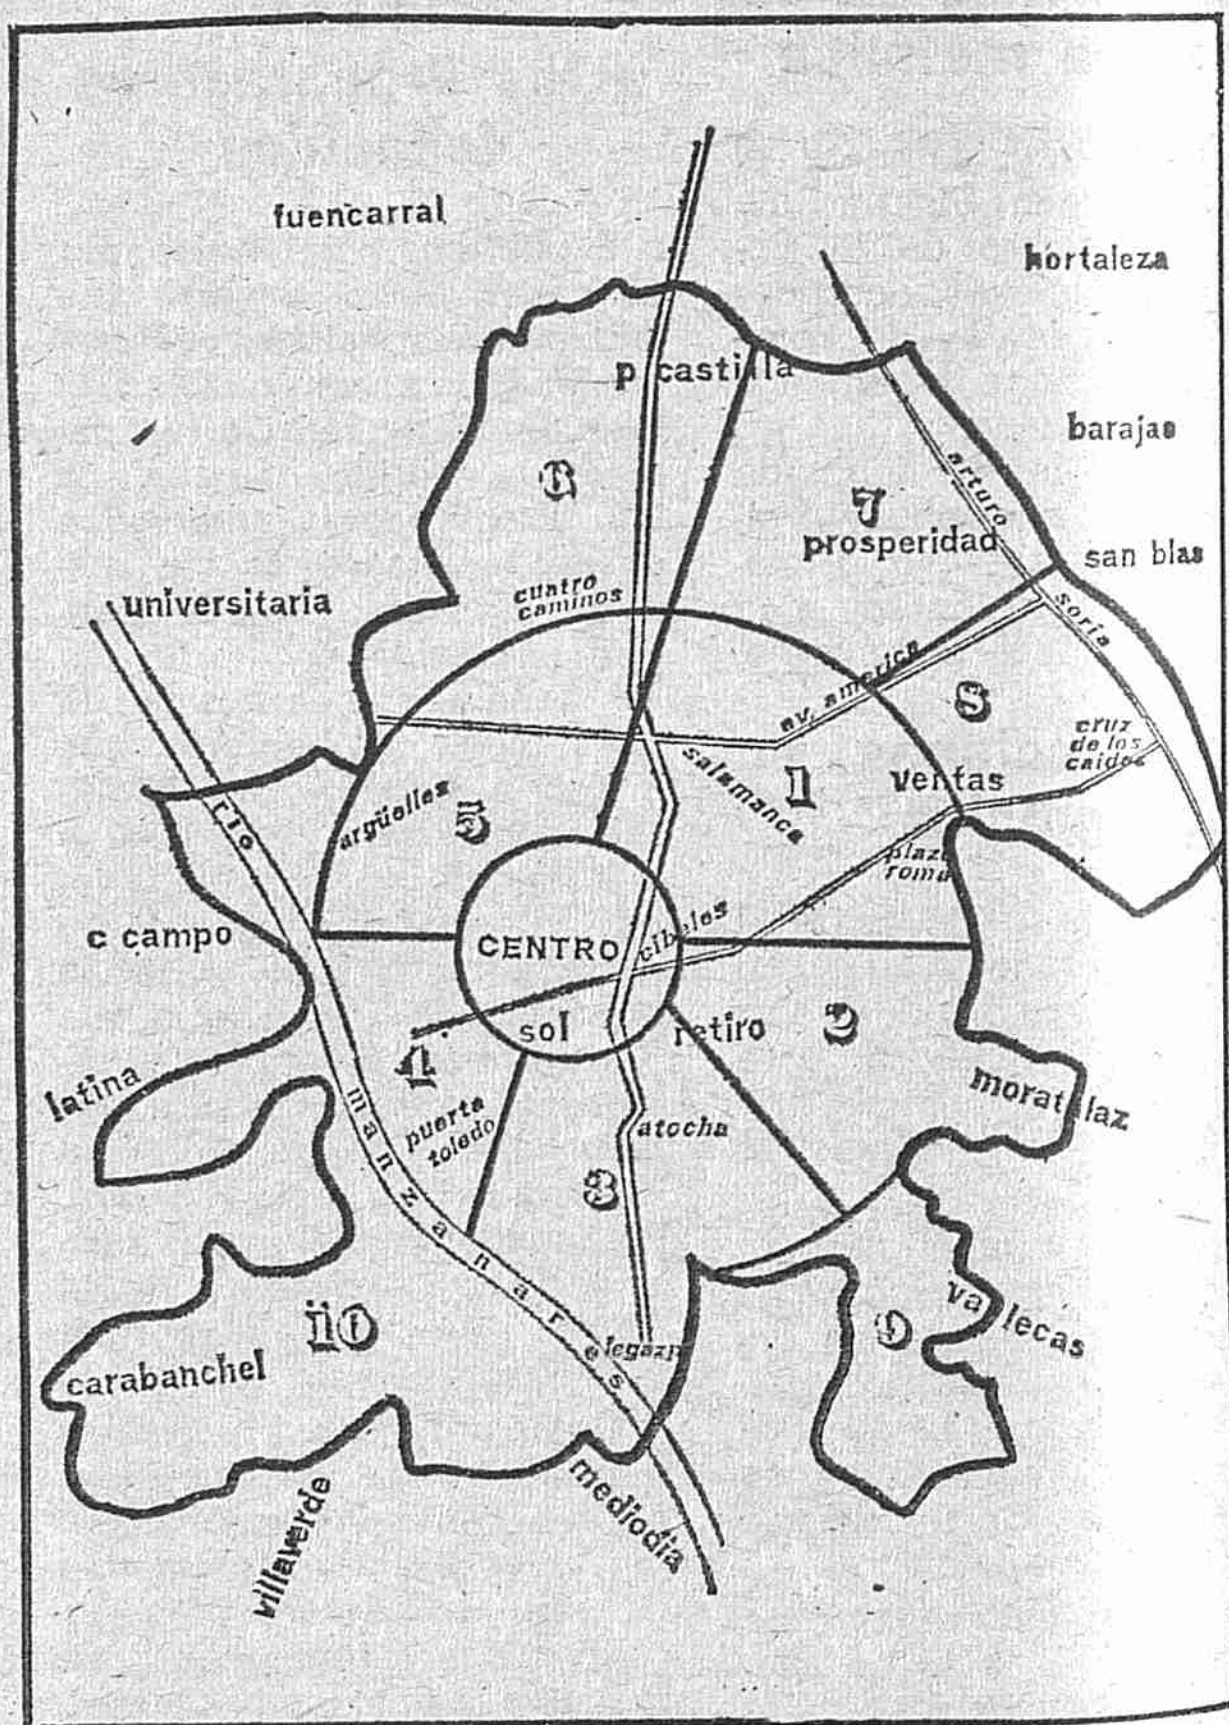 fuencarral
hortaleza
p castilla
barajas
6
7
arturo
soria
prosperidad
san blas
universitaria
cuatro
caminos
av. america
8
cruz
de los
caidos
salamanca
1
ventas
argüelles
5
rio
manzanares
plaza
roma
c campo
CENTRO
cibeles
sol
retiro
2
4
latina
moratalaz
puerta
toledo
atocha
3
vallecas
10
9
legazpi
carabanchel
mediodia
villaverde